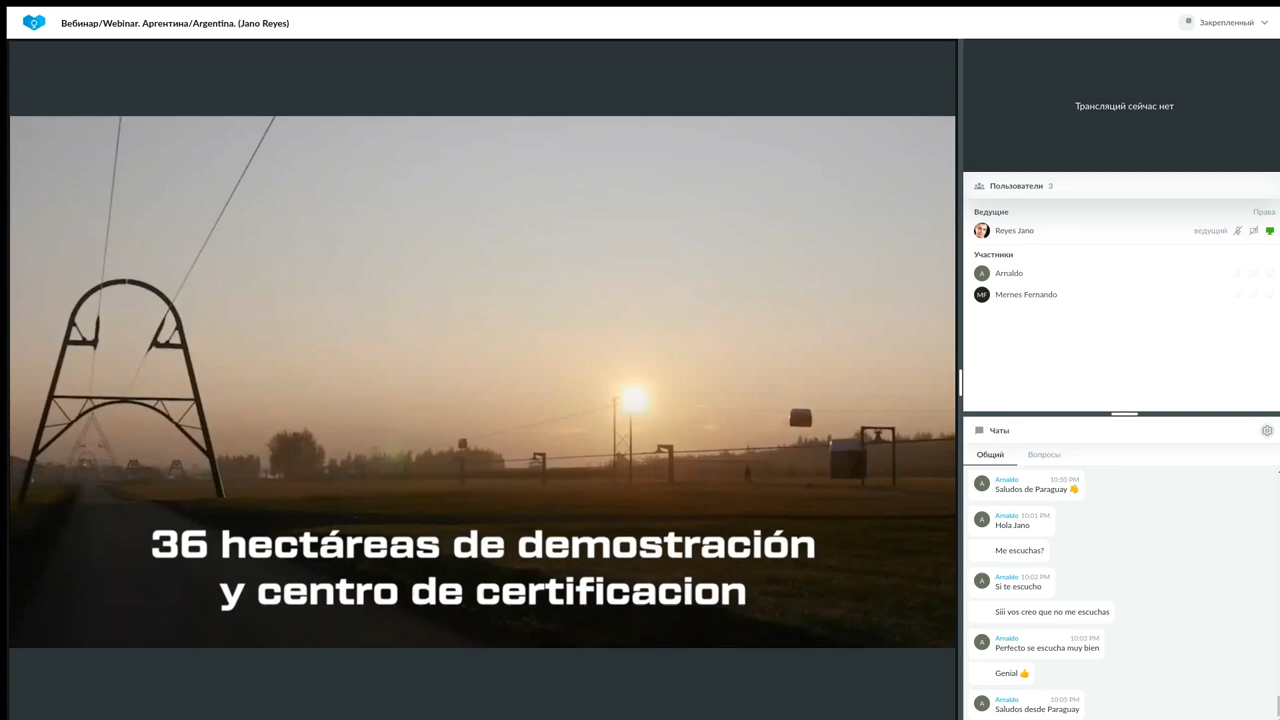 Вебинар/Webinar. Аргентина/Argentina. (Jano Reyes)
Закрепленный
36 hectáreas de demostración
y centro de certificacion
Трансляций сейчас нет
Пользователи 3
Ведущие Права
Reyes Jano ведущий
Участники
A Arnaldo
MF Mernes Fernando
Чаты
Общий Вопросы
A Arnaldo 10:50 PM
Saludos de Paraguay 👋
A Arnaldo 10:01 PM
Hola Jano
Me escuchas?
A Arnaldo 10:02 PM
Si te escucho
Siii vos creo que no me escuchas
A Arnaldo 10:03 PM
Perfecto se escucha muy bien
Genial 👍
A Arnaldo 10:05 PM
Saludos desde Paraguay